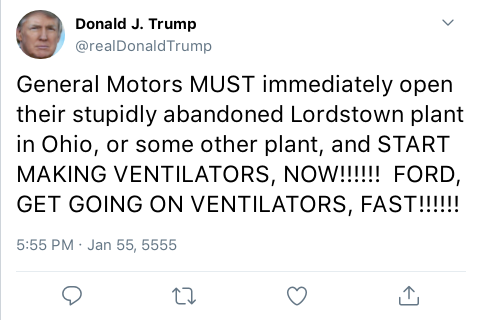 Donald J. Trump
@realDonaldTrump
General Motors MUST immediately open
their stupidly abandoned Lordstown plant
in Ohio, or some other plant, and START
MAKING VENTILATORS, NOW!!!!!!  FORD,
GET GOING ON VENTILATORS, FAST!!!!!!
5:55 PM · Jan 55, 5555